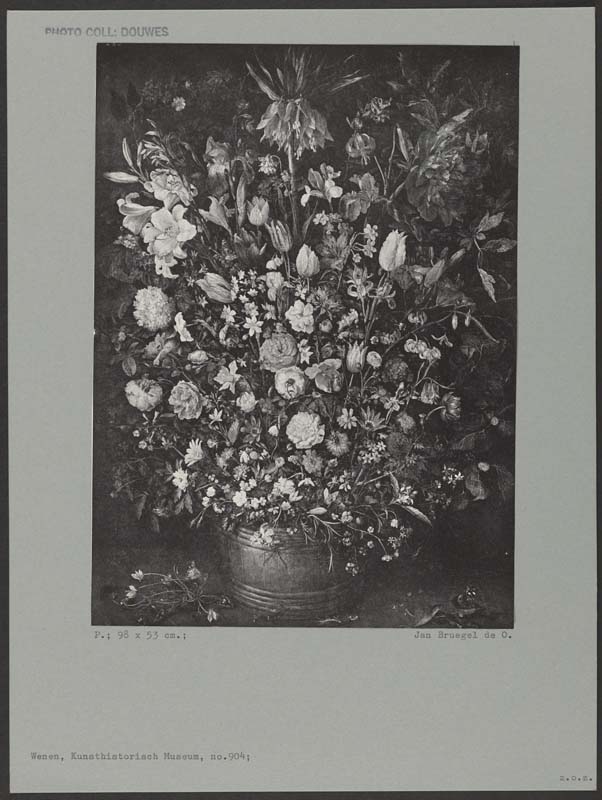 PHOTO COLL: DOUWES
P.; 98 x 53 cm.;
Jan Bruegel de O.
Wenen, Kunsthistorisch Museum, no.904;
z.o.z.